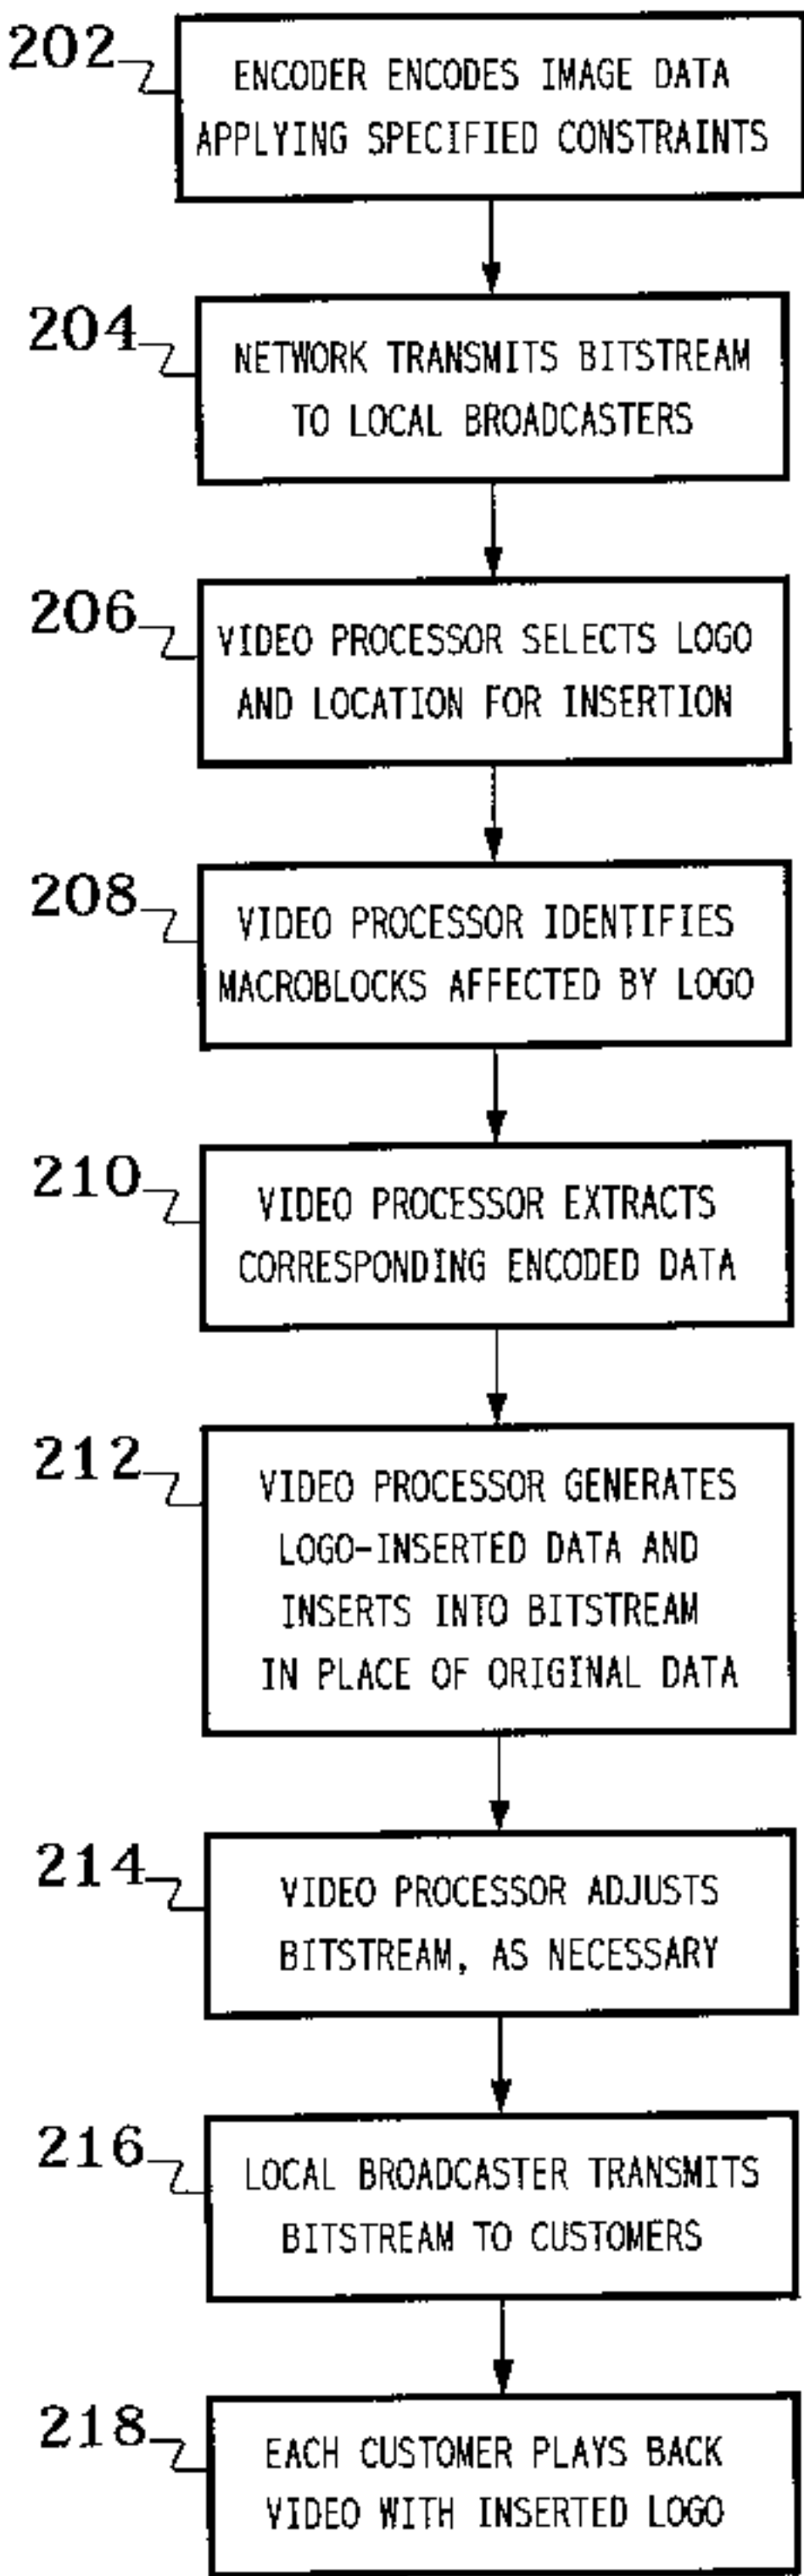 202
ENCODER ENCODES IMAGE DATA
APPLYING SPECIFIED CONSTRAINTS
204
NETWORK TRANSMITS BITSTREAM
TO LOCAL BROADCASTERS
206
VIDEO PROCESSOR SELECTS LOGO
AND LOCATION FOR INSERTION
208
VIDEO PROCESSOR IDENTIFIES
MACROBLOCKS AFFECTED BY LOGO
210
VIDEO PROCESSOR EXTRACTS
CORRESPONDING ENCODED DATA
212
VIDEO PROCESSOR GENERATES
LOGO-INSERTED DATA AND
INSERTS INTO BITSTREAM
IN PLACE OF ORIGINAL DATA
214
VIDEO PROCESSOR ADJUSTS
BITSTREAM, AS NECESSARY
216
LOCAL BROADCASTER TRANSMITS
BITSTREAM TO CUSTOMERS
218
EACH CUSTOMER PLAYS BACK
VIDEO WITH INSERTED LOGO